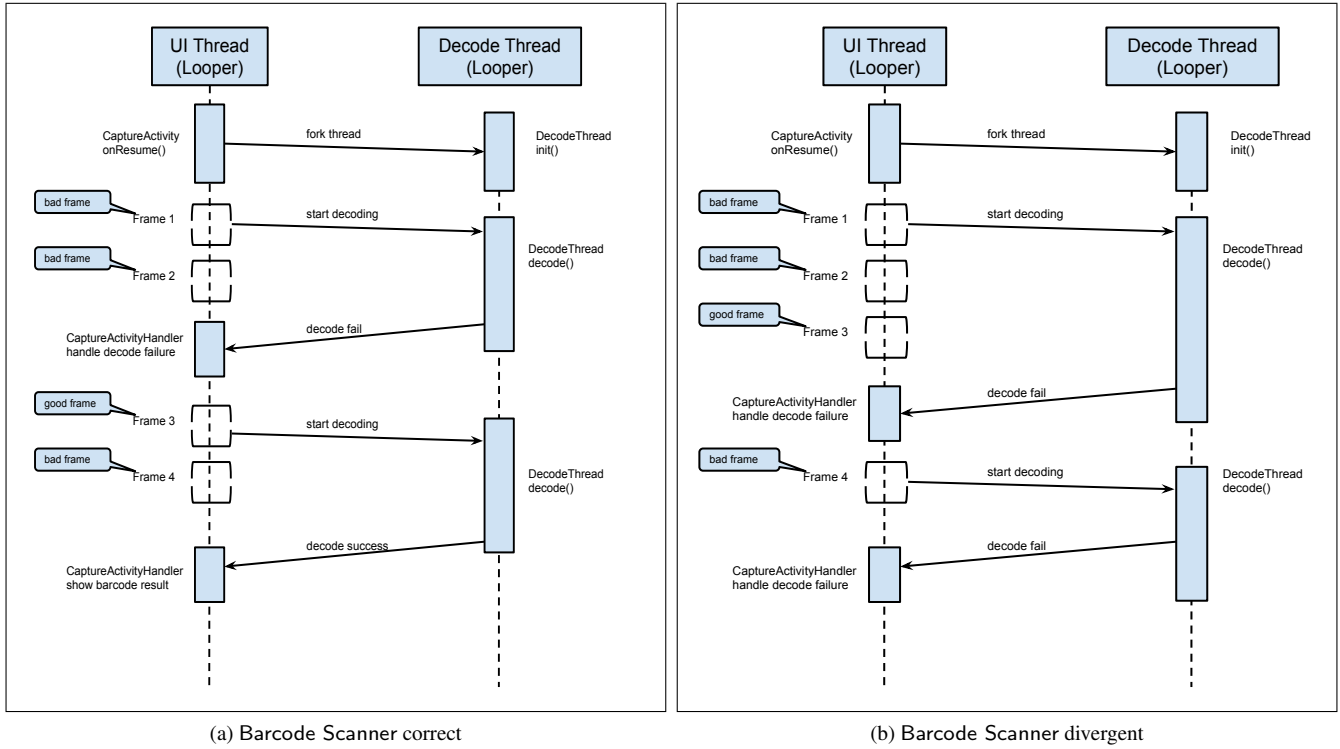 UI Thread
(Looper)
Decode Thread
(Looper)
CaptureActivity
onResume()
fork thread
DecodeThread
init()
bad frame
Frame 1
start decoding
DecodeThread
decode()
bad frame
Frame 2
decode fail
CaptureActivityHandler
handle decode failure
good frame
Frame 3
start decoding
bad frame
Frame 4
DecodeThread
decode()
decode success
CaptureActivityHandler
show barcode result
(a) Barcode Scanner correct
UI Thread
(Looper)
Decode Thread
(Looper)
CaptureActivity
onResume()
fork thread
DecodeThread
init()
bad frame
Frame 1
start decoding
DecodeThread
decode()
bad frame
Frame 2
good frame
Frame 3
decode fail
CaptureActivityHandler
handle decode failure
bad frame
Frame 4
start decoding
DecodeThread
decode()
decode fail
CaptureActivityHandler
handle decode failure
(b) Barcode Scanner divergent